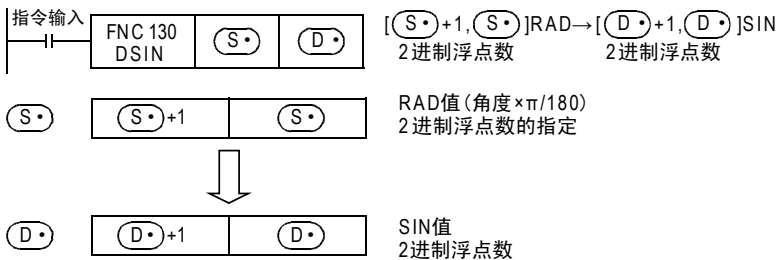 指令输入
FNC 130
DSIN
S•
D•
[S•+1,S•]RAD→[D•+1,D•]SIN
2进制浮点数
2进制浮点数
S•
S•+1
S•
RAD值(角度×π/180)
2进制浮点数的指定
D•
D•+1
D•
SIN值
2进制浮点数